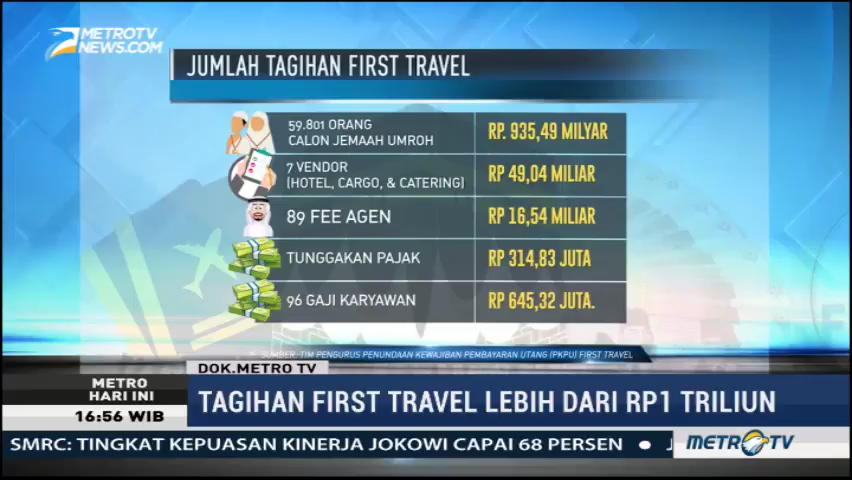 METROTV
NEWS.COM
JUMLAH TAGIHAN FIRST TRAVEL
59.801 ORANG
CALON JEMAAH UMROH
RP. 935,49 MILYAR
7 VENDOR
(HOTEL, CARGO, & CATERING)
RP 49,04 MILIAR
89 FEE AGEN
RP 16,54 MILIAR
TUNGGAKAN PAJAK
RP 314,83 JUTA
96 GAJI KARYAWAN
RP 645,32 JUTA.
SUMBER: TIM PENGURUS PENUNDAAN KEWAJIBAN PEMBAYARAN UTANG (PKPU) FIRST TRAVEL
DOK.METRO TV
METRO
HARI INI
16:56 WIB
TAGIHAN FIRST TRAVEL LEBIH DARI RP1 TRILIUN
SMRC: TINGKAT KEPUASAN KINERJA JOKOWI CAPAI 68 PERSEN ● J
METRO TV